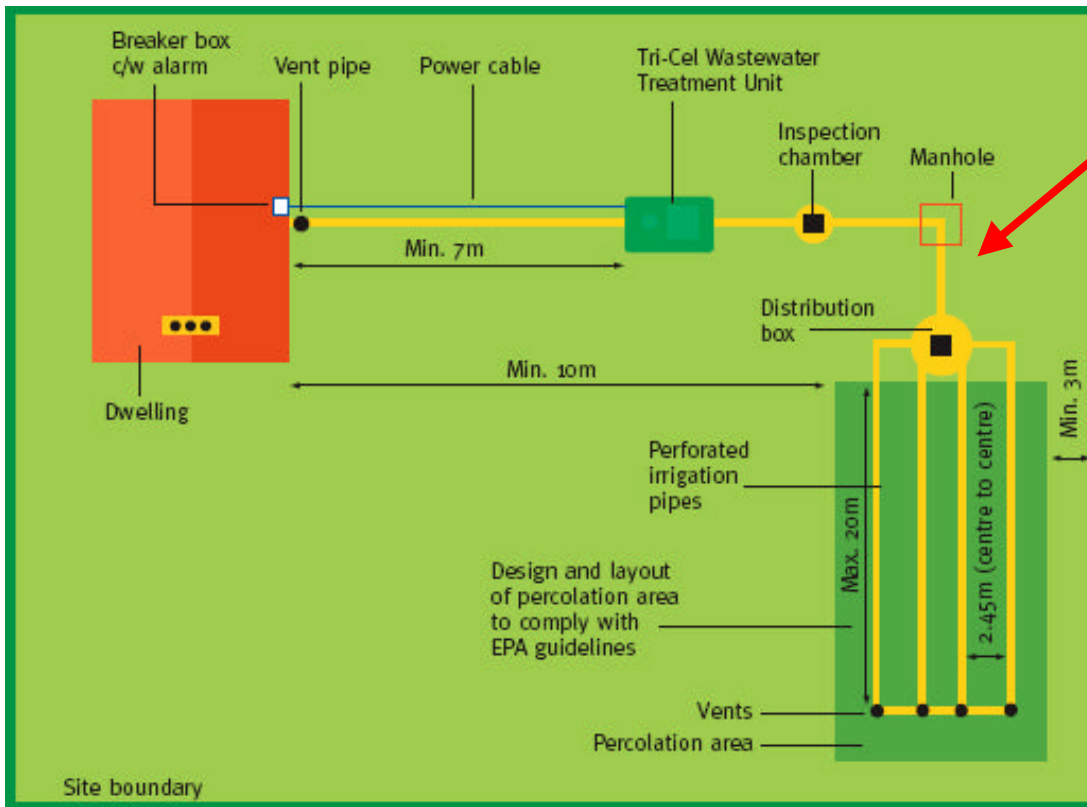 Breaker box
c/w alarm
Vent pipe
Power cable
Tri-Cel Wastewater
Treatment Unit
Inspection
chamber
Manhole
Min. 7m
Distribution
box
Min. 10m
Min. 3m
Dwelling
Perforated
irrigation
pipes
Max. 20m
2.45m (centre to centre)
Design and layout
of percolation area
to comply with
EPA guidelines
Vents
Percolation area
Site boundary